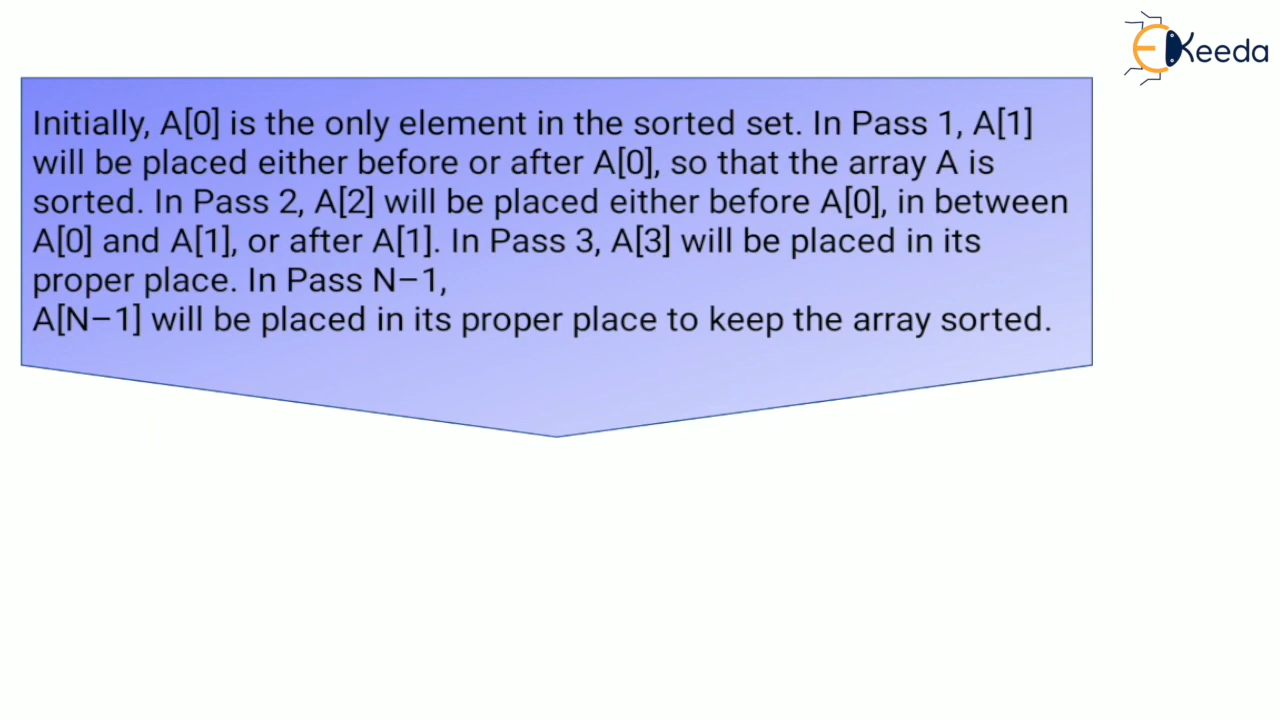 EKeeda
Initially, A[0] is the only element in the sorted set. In Pass 1, A[1]
will be placed either before or after A[0], so that the array A is
sorted. In Pass 2, A[2] will be placed either before A[0], in between
A[0] and A[1], or after A[1]. In Pass 3, A[3] will be placed in its
proper place. In Pass N−1,
A[N−1] will be placed in its proper place to keep the array sorted.